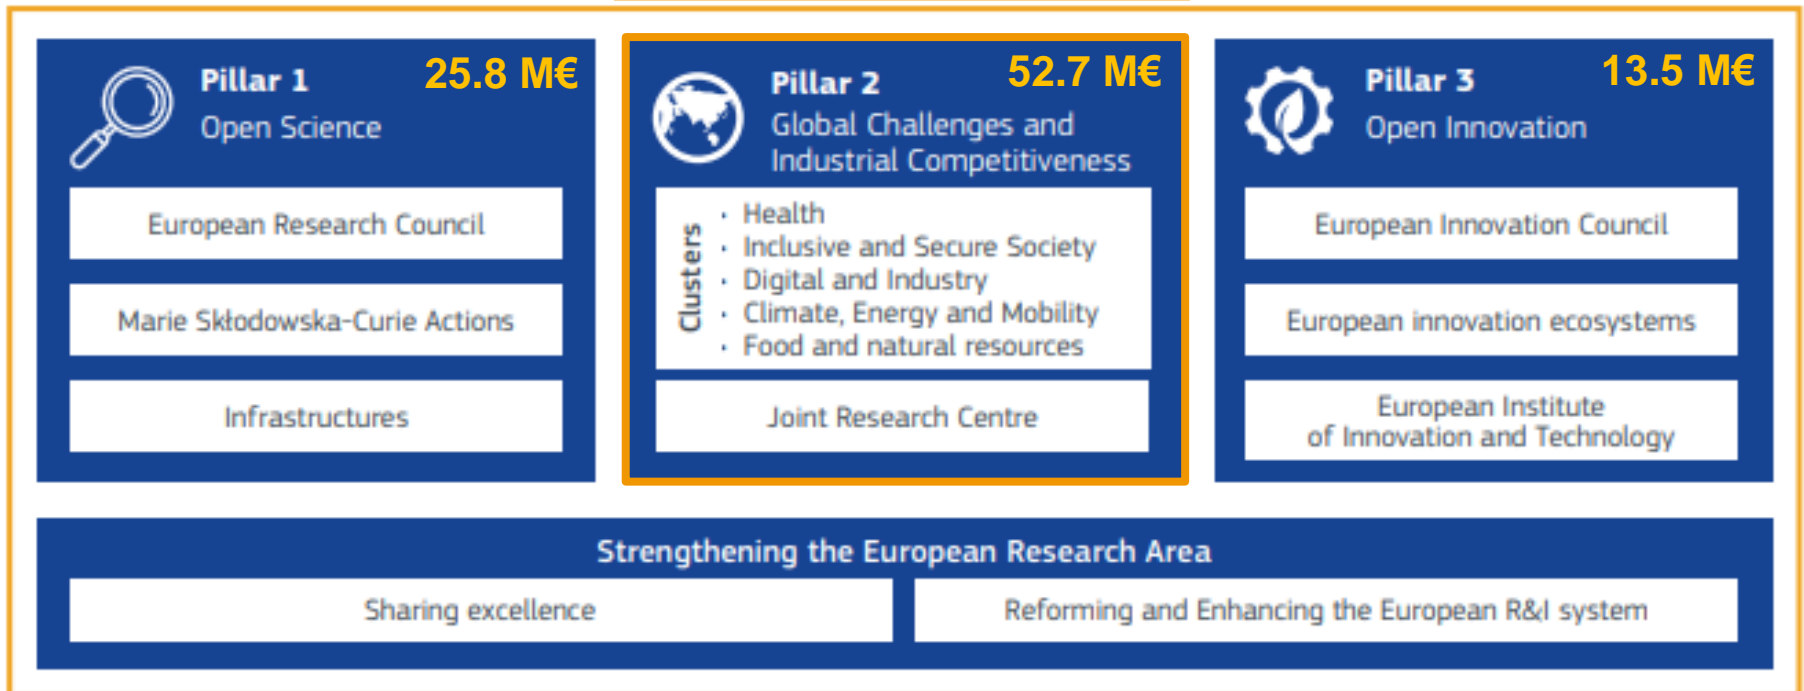 Pillar 1
25.8 M€
Open Science
European Research Council
Marie Skłodowska-Curie Actions
Infrastructures
Pillar 2
52.7 M€
Global Challenges and
Industrial Competitiveness
Clusters
· Health
· Inclusive and Secure Society
· Digital and Industry
· Climate, Energy and Mobility
· Food and natural resources
Joint Research Centre
Pillar 3
13.5 M€
Open Innovation
European Innovation Council
European innovation ecosystems
European Institute
of Innovation and Technology
Strengthening the European Research Area
Sharing excellence
Reforming and Enhancing the European R&I system